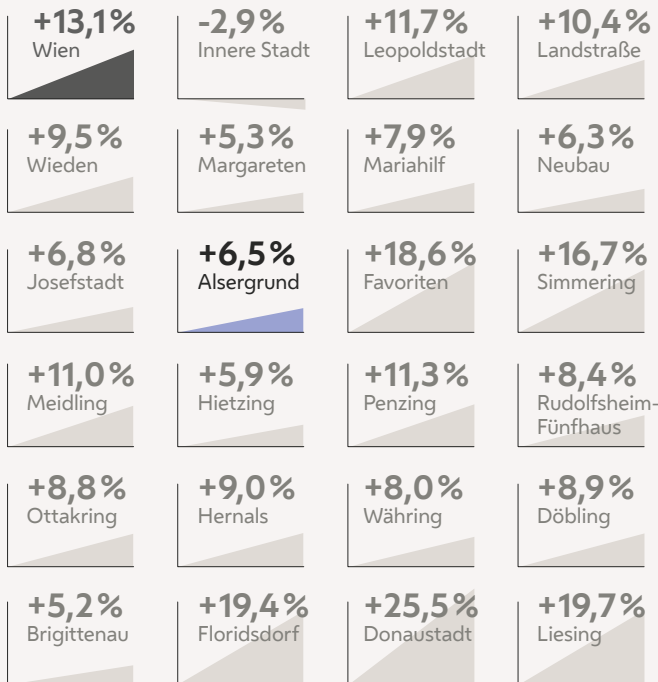 +13,1%
Wien
-2,9%
Innere Stadt
+11,7%
Leopoldstadt
+10,4%
Landstraße
+9,5%
Wieden
+5,3%
Margareten
+7,9%
Mariahilf
+6,3%
Neubau
+6,8%
Josefstadt
+6,5%
Alsergrund
+18,6%
Favoriten
+16,7%
Simmering
+11,0%
Meidling
+5,9%
Hietzing
+11,3%
Penzing
+8,4%
Rudolfsheim-
Fünfhaus
+8,8%
Ottakring
+9,0%
Hernals
+8,0%
Währing
+8,9%
Döbling
+5,2%
Brigittenau
+19,4%
Floridsdorf
+25,5%
Donaustadt
+19,7%
Liesing